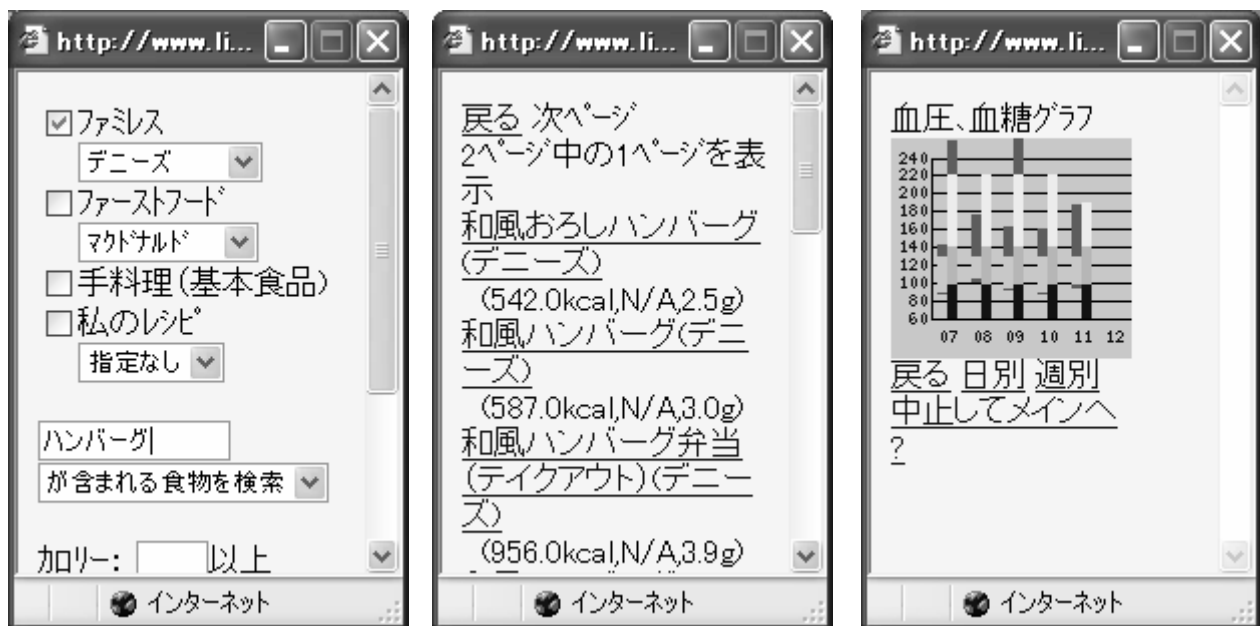 http://www.li...
ファミレス
デニーズ
ファーストフード
マクドナルド
手料理(基本食品)
私のレシピ
指定なし
ハンバーグ
が含まれる食物を検索
カロリー: 以上
インターネット
http://www.li...
戻る 次ページ
2ページ中の1ページを表
示
和風おろしハンバーグ
(デニーズ)
(542.0kcal,N/A,2.5g)
和風ハンバーグ(デニ
ーズ)
(587.0kcal,N/A,3.0g)
和風ハンバーグ弁当
(テイクアウト)(デニー
ズ)
(956.0kcal,N/A,3.9g)
インターネット
http://www.li...
血圧、血糖グラフ
240
220
200
180
160
140
120
100
80
60
07 08 09 10 11 12
戻る 日別 週別
中止してメインへ
?
インターネット